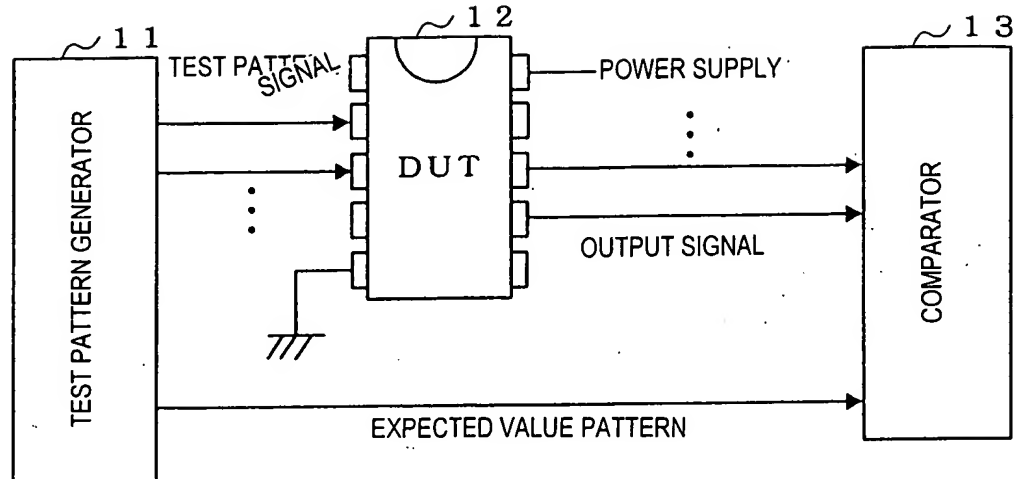 11
12
13
TEST PATTERN
SIGNAL
POWER SUPPLY
DUT
TEST PATTERN GENERATOR
OUTPUT SIGNAL
COMPARATOR
EXPECTED VALUE PATTERN